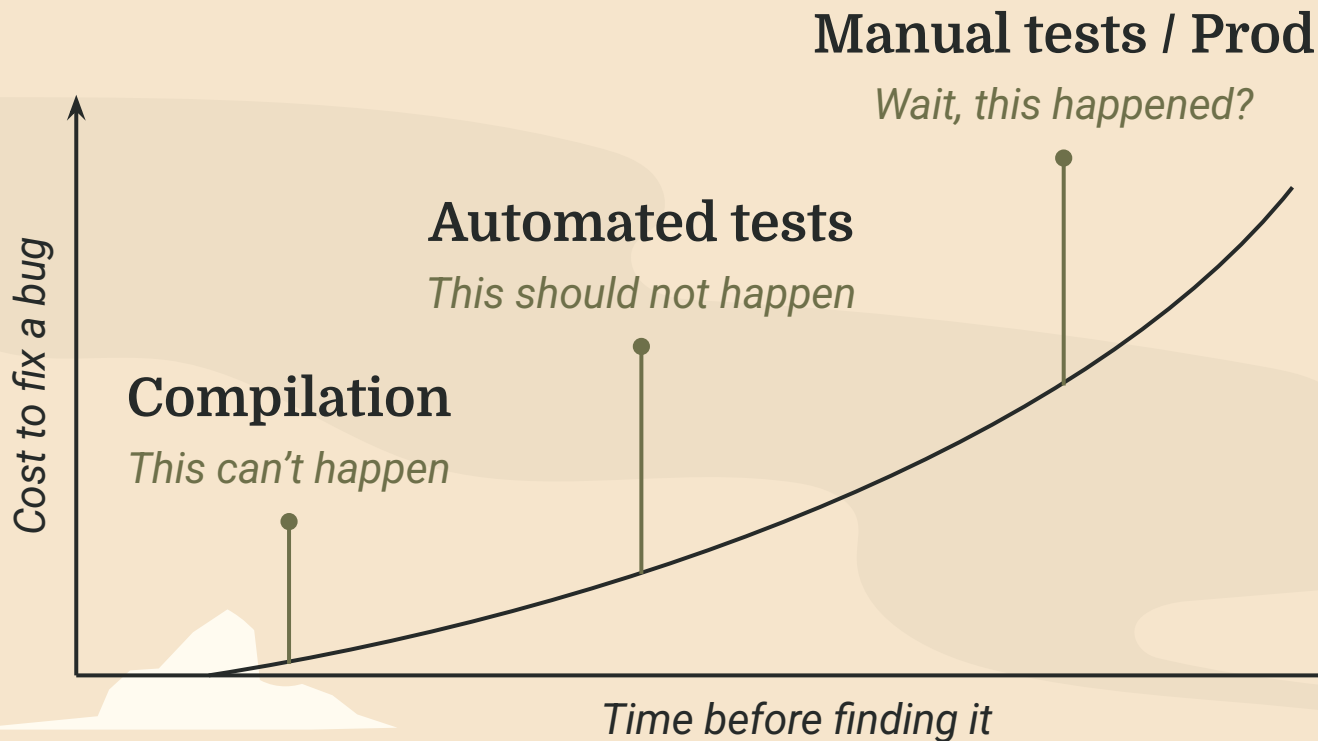 Manual tests / Prod
Wait, this happened?
Automated tests
This should not happen
Compilation
This can’t happen
Cost to fix a bug
Time before finding it